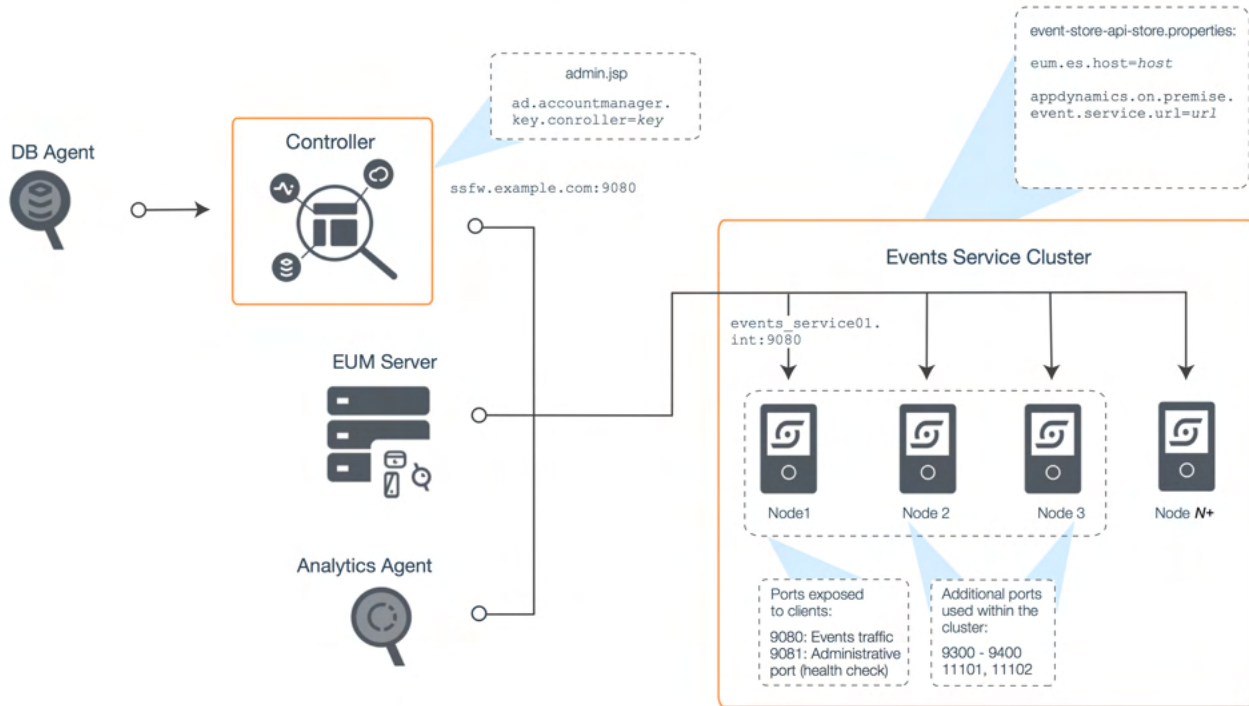 event-store-api-store.properties:
eum.es.host=host
appdynamics.on.premise.
event.service.url=url
admin.jsp
ad.accountmanager.
key.conroller=key
Controller
DB Agent
ssfw.example.com:9080
Events Service Cluster
events_service01.
int:9080
EUM Server
Node1
Node 2
Node 3
Node N+
Analytics Agent
Ports exposed
to clients:
9080: Events traffic
9081: Administrative
port (health check)
Additional ports
used within the
cluster:
9300 - 9400
11101, 11102